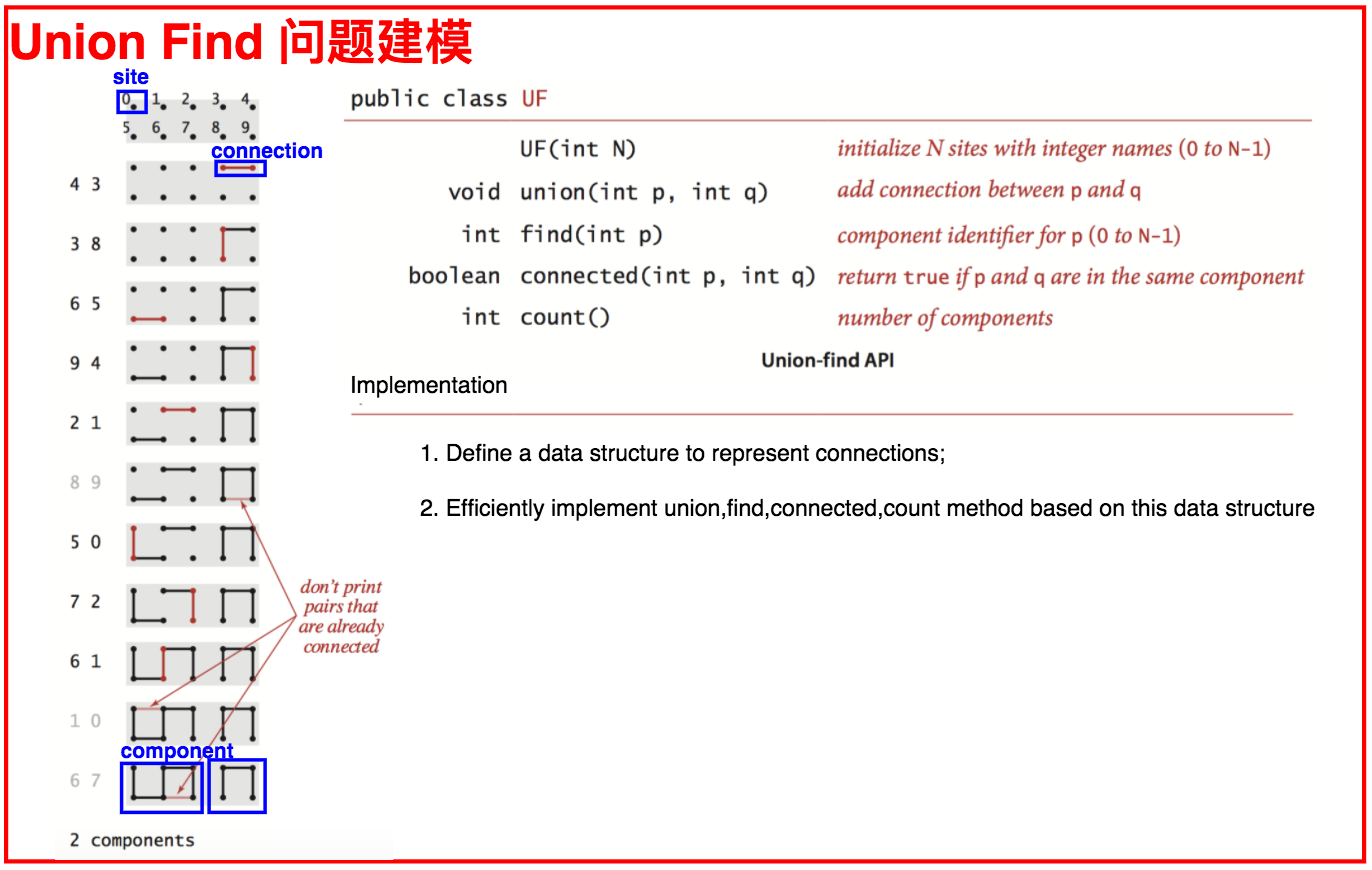 Union Find 问题建模
site
0 1 2 3 4
5 6 7 8 9
connection
4 3
3 8
6 5
9 4
2 1
8 9
5 0
7 2
6 1
1 0
6 7
don't print
pairs that
are already
connected
component
2 components
public class UF
UF(int N) initialize N sites with integer names (0 to N-1)
void union(int p, int q) add connection between p and q
int find(int p) component identifier for p (0 to N-1)
boolean connected(int p, int q) return true if p and q are in the same component
int count() number of components
Union-find API
Implementation
1. Define a data structure to represent connections;
2. Efficiently implement union,find,connected,count method based on this data structure